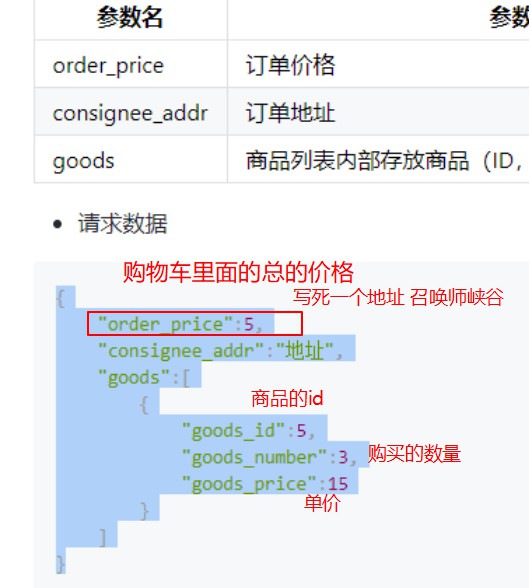 参数名 参数
order_price 订单价格
consignee_addr 订单地址
goods 商品列表内部存放商品（ID，
请求数据
购物车里面的总的价格
{ 写死一个地址 召唤师峡谷
"order_price":5,
"consignee_addr":"地址",
"goods":[
{ 商品的id
"goods_id":5,
"goods_number":3, 购买的数量
"goods_price":15
} 单价
]
}